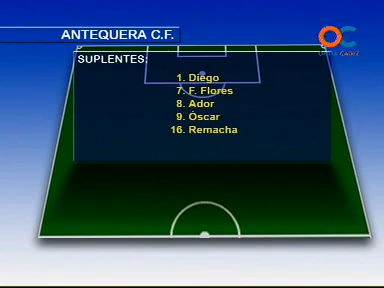 ANTEQUERA C.F.
SUPLENTES:
1. Diego
7. F. Flores
8. Ador
9. Óscar
16. Remacha